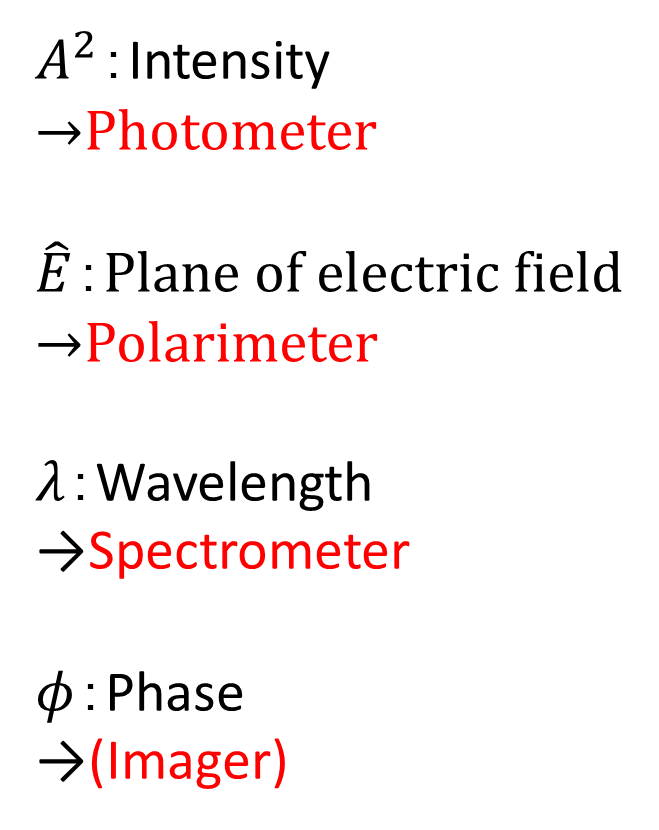 A² : Intensity
→Photometer
Ê : Plane of electric field
→Polarimeter
λ : Wavelength
→Spectrometer
ϕ : Phase
→(Imager)